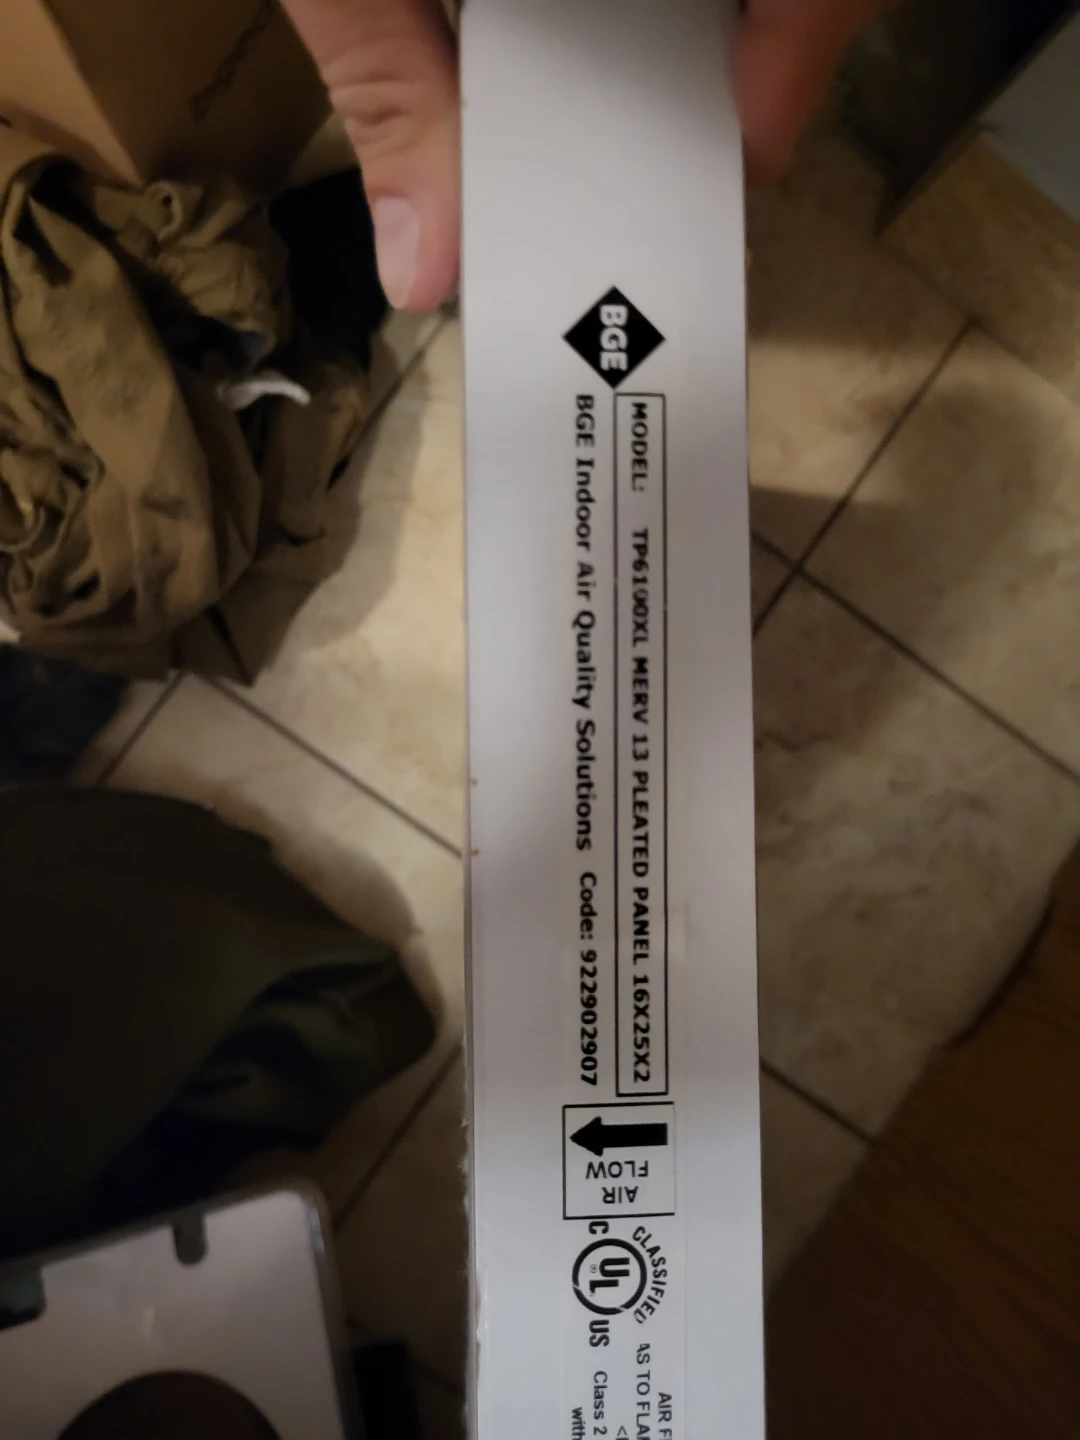 BGE
MODEL: TP6100XL MERV 13 PLEATED PANEL 16X25X2
BGE Indoor Air Quality Solutions Code: 922902907
AIR
FLOW
CLASSIFIED
C UL® US
AIR
AS TO
Class 2